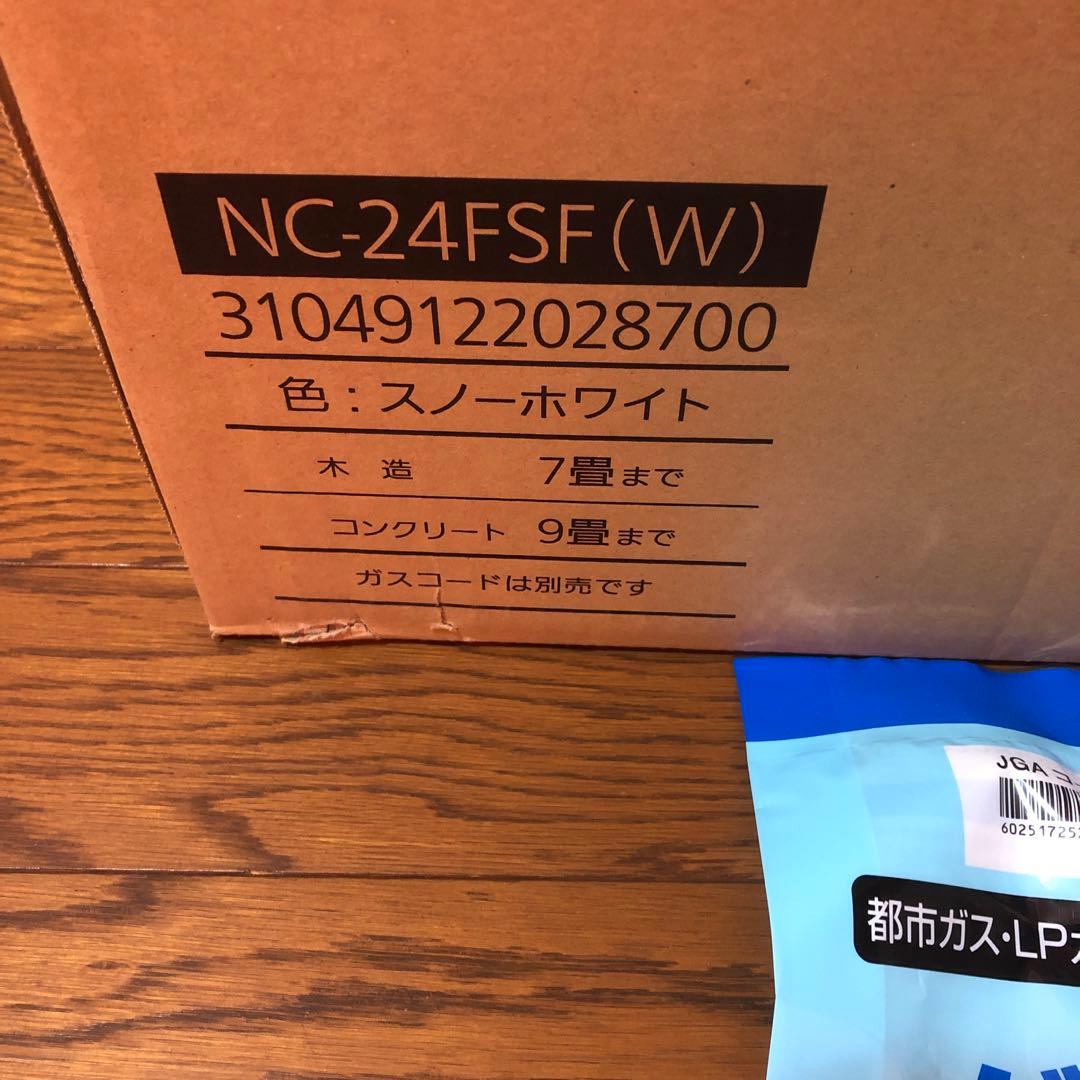 NC-24FSF(W)
31049122028700
色:スノーホワイト
木 造 7畳まで
コンクリート 9畳まで
ガスコードは別売です
JGA
60251725
都市ガス・LP